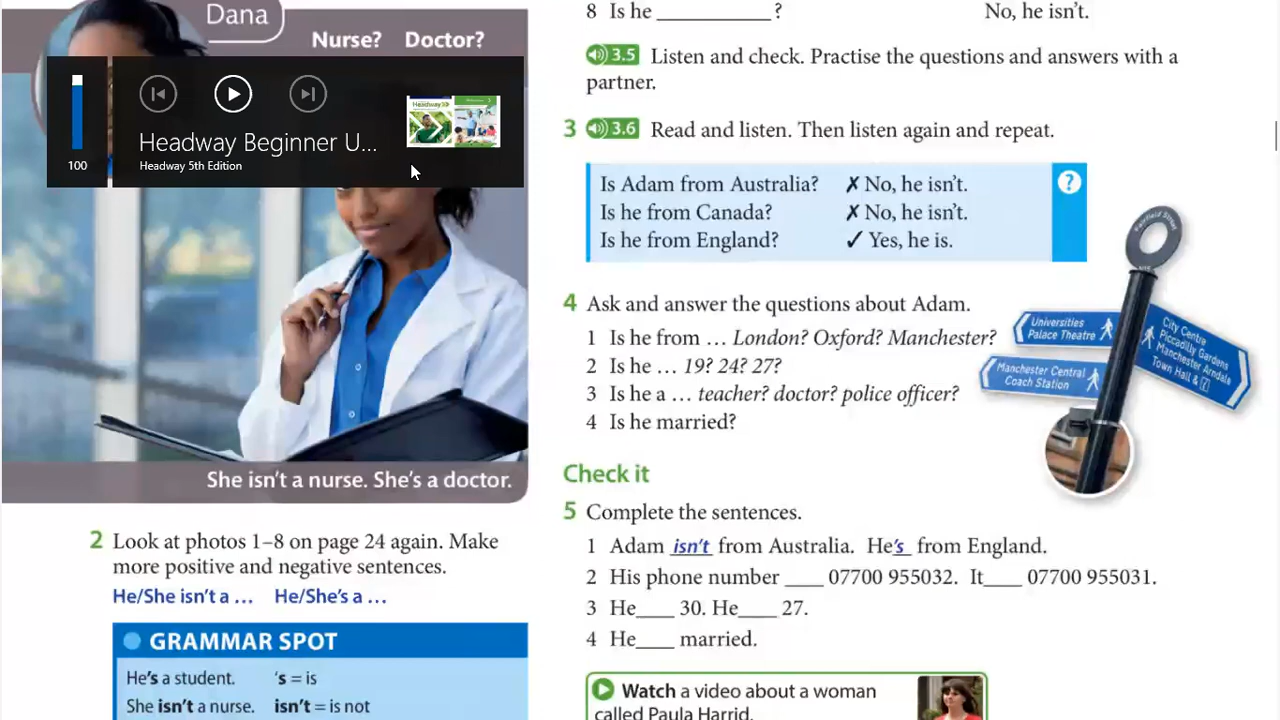 Dana
Nurse? Doctor?
100
Headway Beginner U...
Headway 5th Edition
She isn't a nurse. She's a doctor.
2 Look at photos 1–8 on page 24 again. Make
more positive and negative sentences.
He/She isn't a … He/She's a …
GRAMMAR SPOT
He's a student. 's = is
She isn't a nurse. isn't = is not
8 Is he ___________ ? No, he isn't.
3.5 Listen and check. Practise the questions and answers with a
partner.
3 3.6 Read and listen. Then listen again and repeat.
Is Adam from Australia? ✗ No, he isn't.
Is he from Canada? ✗ No, he isn't.
Is he from England? ✓ Yes, he is.
?
4 Ask and answer the questions about Adam.
1 Is he from … London? Oxford? Manchester?
2 Is he … 19? 24? 27?
3 Is he a … teacher? doctor? police officer?
4 Is he married?
Universities
Palace Theatre
Manchester Central
Coach Station
City Centre
Piccadilly Gardens
Manchester Arndale
Town Hall & i
Check it
5 Complete the sentences.
1 Adam isn't from Australia. He's from England.
2 His phone number ____ 07700 955032. It____ 07700 955031.
3 He____ 30. He____ 27.
4 He____ married.
Watch a video about a woman
called Paula Harrid.